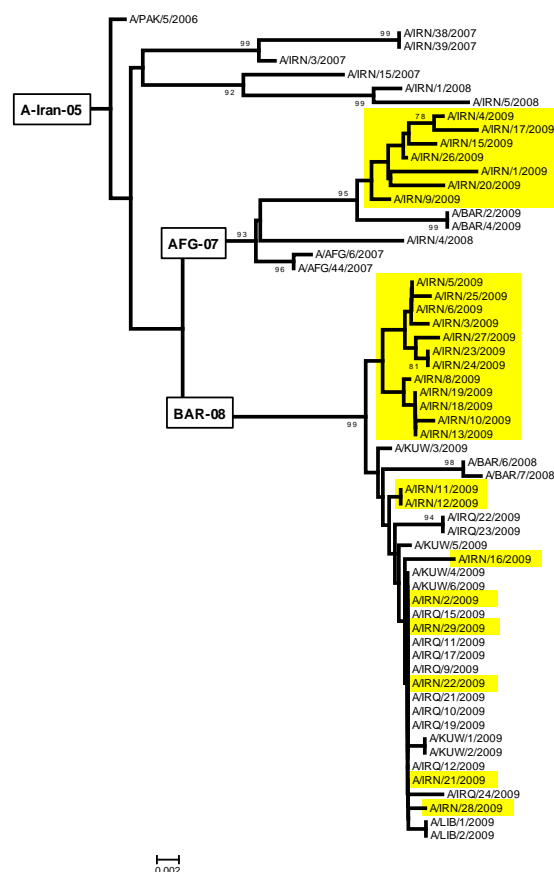 A/PAK/5/2006
A/IRN/38/2007
99
A/IRN/39/2007
99
A/IRN/3/2007
A/IRN/15/2007
92
A/IRN/1/2008
99
A/IRN/5/2008
A-Iran-05
A/IRN/4/2009
78
A/IRN/17/2009
A/IRN/15/2009
A/IRN/26/2009
A/IRN/1/2009
A/IRN/20/2009
95
A/IRN/9/2009
A/BAR/2/2009
99
A/BAR/4/2009
93
AFG-07
A/IRN/4/2008
A/AFG/6/2007
96
A/AFG/44/2007
A/IRN/5/2009
A/IRN/25/2009
A/IRN/6/2009
A/IRN/3/2009
A/IRN/27/2009
A/IRN/23/2009
81
A/IRN/24/2009
A/IRN/8/2009
A/IRN/19/2009
A/IRN/18/2009
A/IRN/10/2009
A/IRN/13/2009
BAR-08
99
A/KUW/3/2009
98
A/BAR/6/2008
A/BAR/7/2008
A/IRN/11/2009
A/IRN/12/2009
94
A/IRQ/22/2009
A/IRQ/23/2009
A/KUW/5/2009
A/IRN/16/2009
A/KUW/4/2009
A/KUW/6/2009
A/IRN/2/2009
A/IRQ/15/2009
A/IRN/29/2009
A/IRQ/11/2009
A/IRQ/17/2009
A/IRQ/9/2009
A/IRN/22/2009
A/IRQ/21/2009
A/IRQ/10/2009
A/IRQ/19/2009
A/KUW/1/2009
A/KUW/2/2009
A/IRQ/12/2009
A/IRN/21/2009
A/IRQ/24/2009
A/IRN/28/2009
A/LIB/1/2009
A/LIB/2/2009
0.002